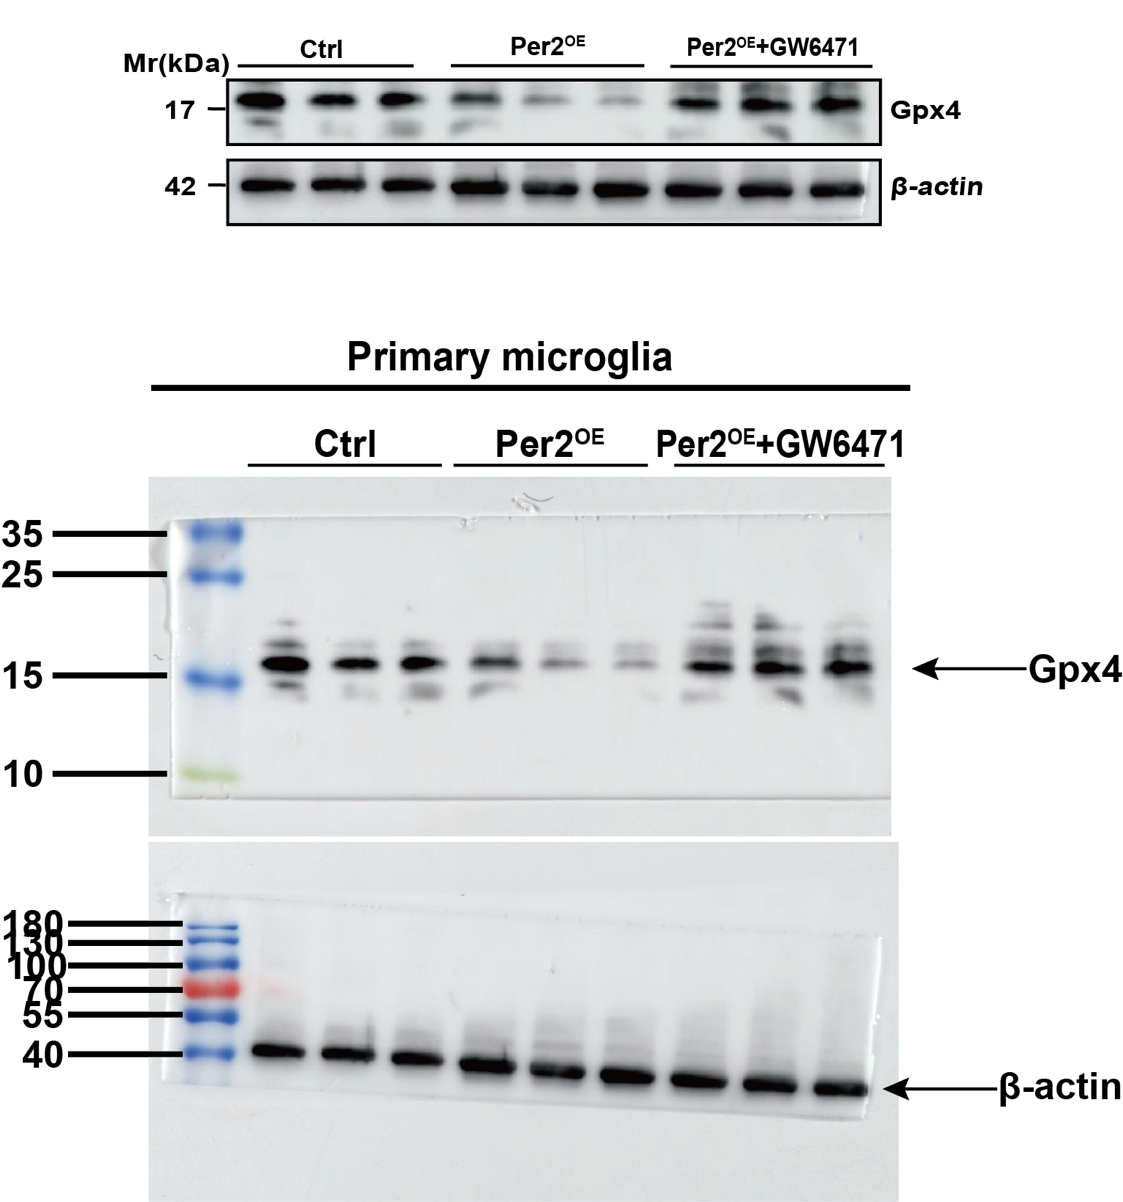 Ctrl Per2ᴼᴱ Per2ᴼᴱ+GW6471
Mr(kDa)
17 Gpx4
42 β-actin
Primary microglia
Ctrl Per2ᴼᴱ Per2ᴼᴱ+GW6471
35
25
15 Gpx4
10
180
130
100
70
55
40
β-actin